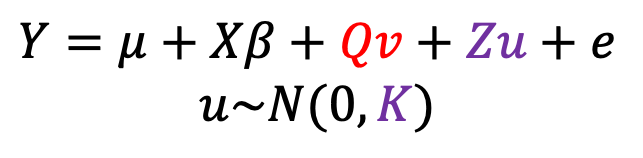 Y = μ + Xβ + Qv + Zu + e
u~N(0, K)